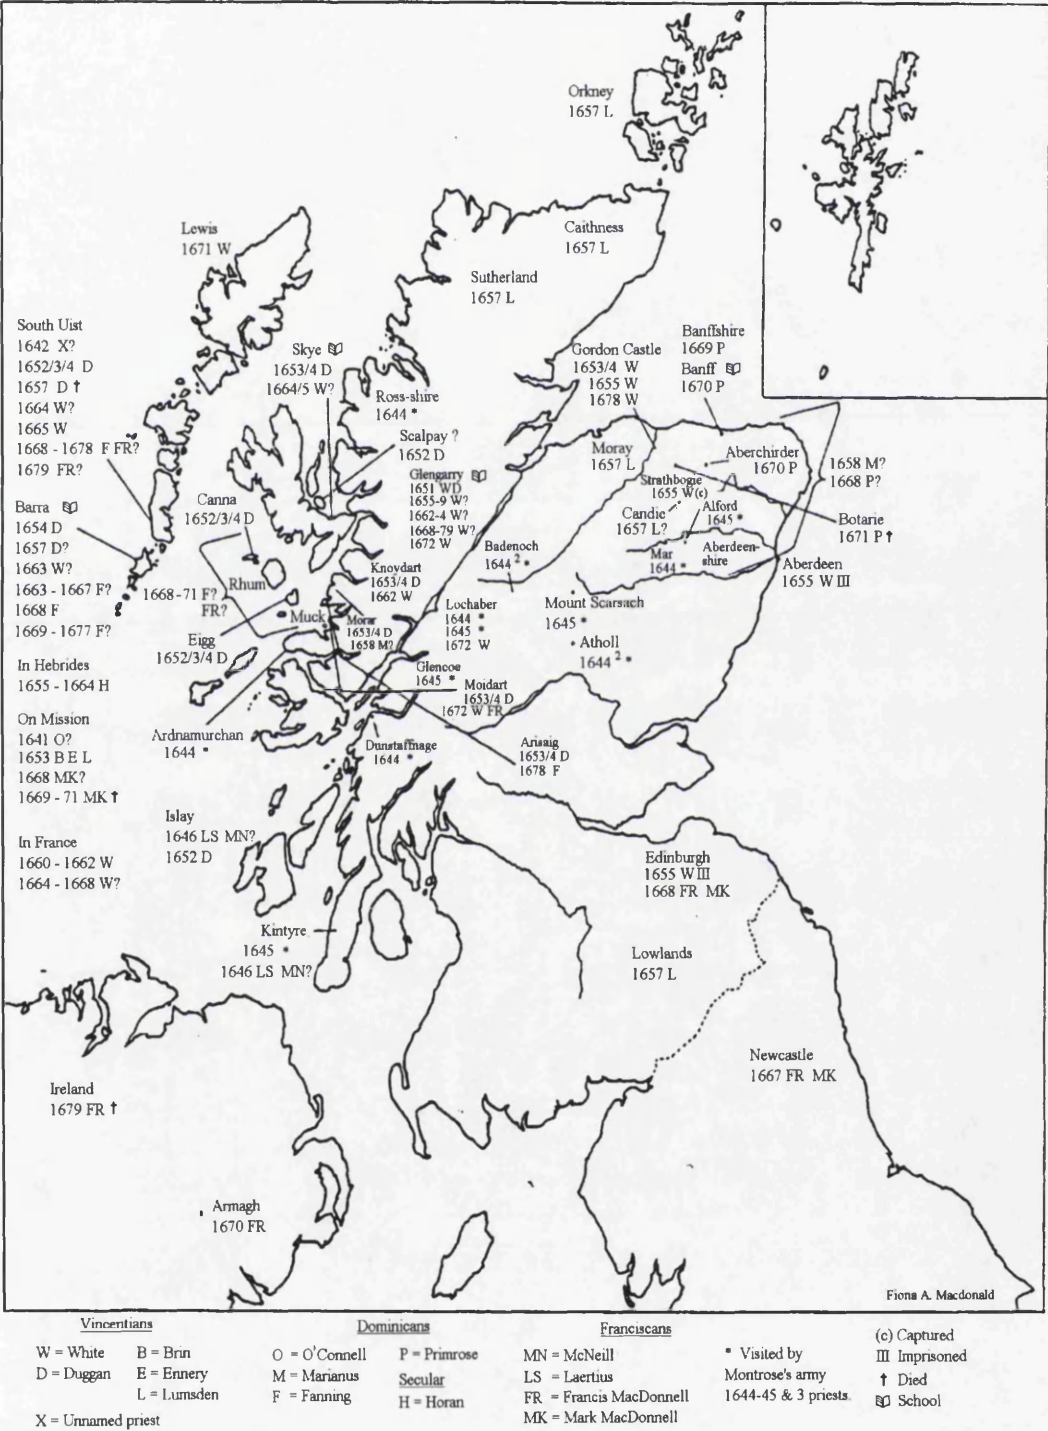 Orkney
1657 L
Lewis
1671 W
Caithness
1657 L
Sutherland
1657 L
South Uist
1642 X?
1652/3/4 D
1657 D †
1664 W?
1665 W
1668 - 1678 F FR?
1679 FR?
Skye
1653/4 D
1664/5 W?
Ross-shire
1644 *
Scalpay ?
1652 D
Gordon Castle
1653/4 W
1655 W
1678 W
Banffshire
1669 P
Banff
1670 P
Moray
1657 L
Aberchirder
1670 P
1658 M?
1668 P?
Strathbogie
1655 W(c)
Candie
1657 L?
Alford
1645 *
Botarie
1671 P †
Mar
1644 *
Aberdeen-
shire
Aberdeen
1655 W III
Glengarry
1651 WD
1655-9 W?
1662-4 W?
1668-79 W?
1672 W
Barra
1654 D
1657 D?
1663 W?
1663 - 1667 F?
1668 F
1669 - 1677 F?
Canna
1652/3/4 D
Rhum
1668-71 F?
FR?
Muck
Eigg
1652/3/4 D
Knoydart
1653/4 D
1662 W
Morar
1653/4 D
1658 M?
Badenoch
1644 2 *
Lochaber
1644 *
1645 *
1672 W
Mount Scarsach
1645 *
Atholl
1644 2 *
Glencoe
1645 *
Moidart
1653/4 D
1672 W FR
In Hebrides
1655 - 1664 H
On Mission
1641 O?
1653 B E L
1668 MK?
1669 - 71 MK †
In France
1660 - 1662 W
1664 - 1668 W?
Ardnamurchan
1644 *
Dunstaffnage
1644 *
Arisaig
1653/4 D
1678 F
Islay
1646 LS MN?
1652 D
Kintyre
1645 *
1646 LS MN?
Edinburgh
1655 W III
1668 FR MK
Lowlands
1657 L
Newcastle
1667 FR MK
Ireland
1679 FR †
Armagh
1670 FR
Fiona A. Macdonald
Vincentians
W = White B = Brin
D = Duggan E = Ennery
L = Lumsden
X = Unnamed priest
Dominicans
O = O'Connell P = Primrose
M = Marianus
F = Fanning
Secular
H = Horan
Franciscans
MN = McNeill
LS = Laertius
FR = Francis MacDonnell
MK = Mark MacDonnell
* Visited by
Montrose's army
1644-45 & 3 priests
(c) Captured
III Imprisoned
† Died
School